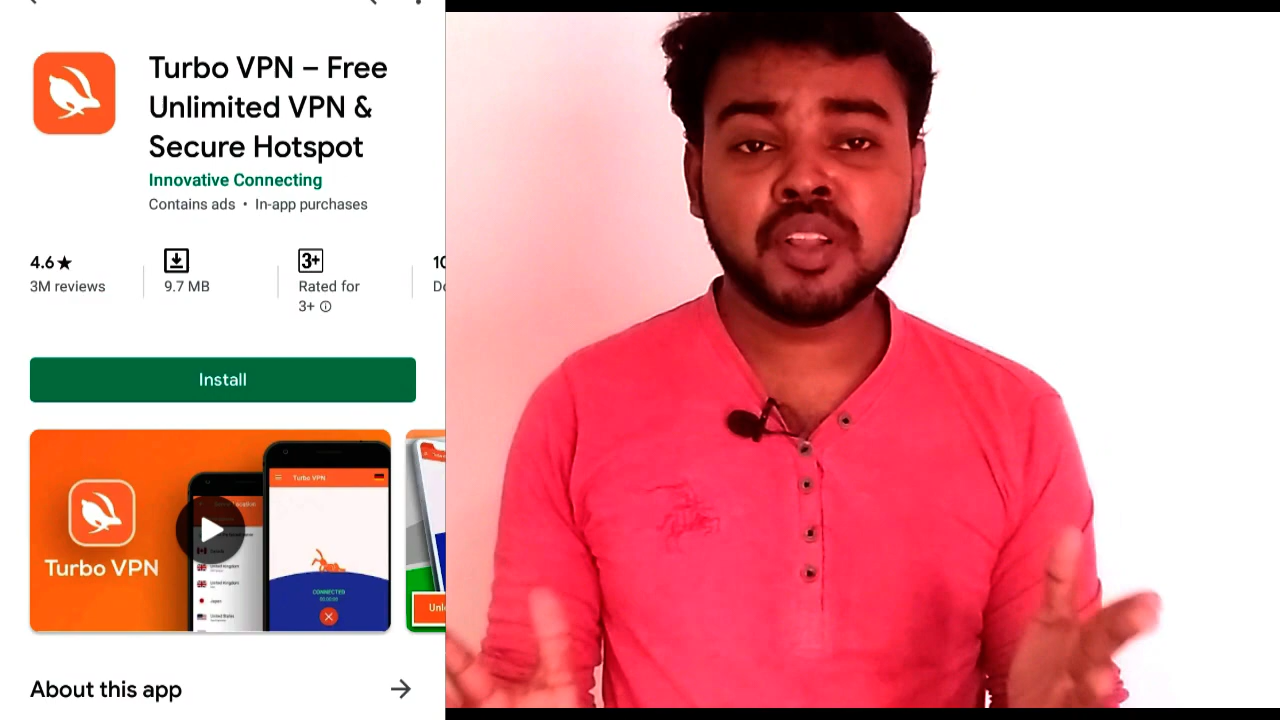 Turbo VPN – Free
Unlimited VPN &
Secure Hotspot
Innovative Connecting
Contains ads • In-app purchases
4.6★
3M reviews
9.7 MB
3+
Rated for
3+
Install
Turbo VPN
Turbo VPN
CONNECTED
About this app